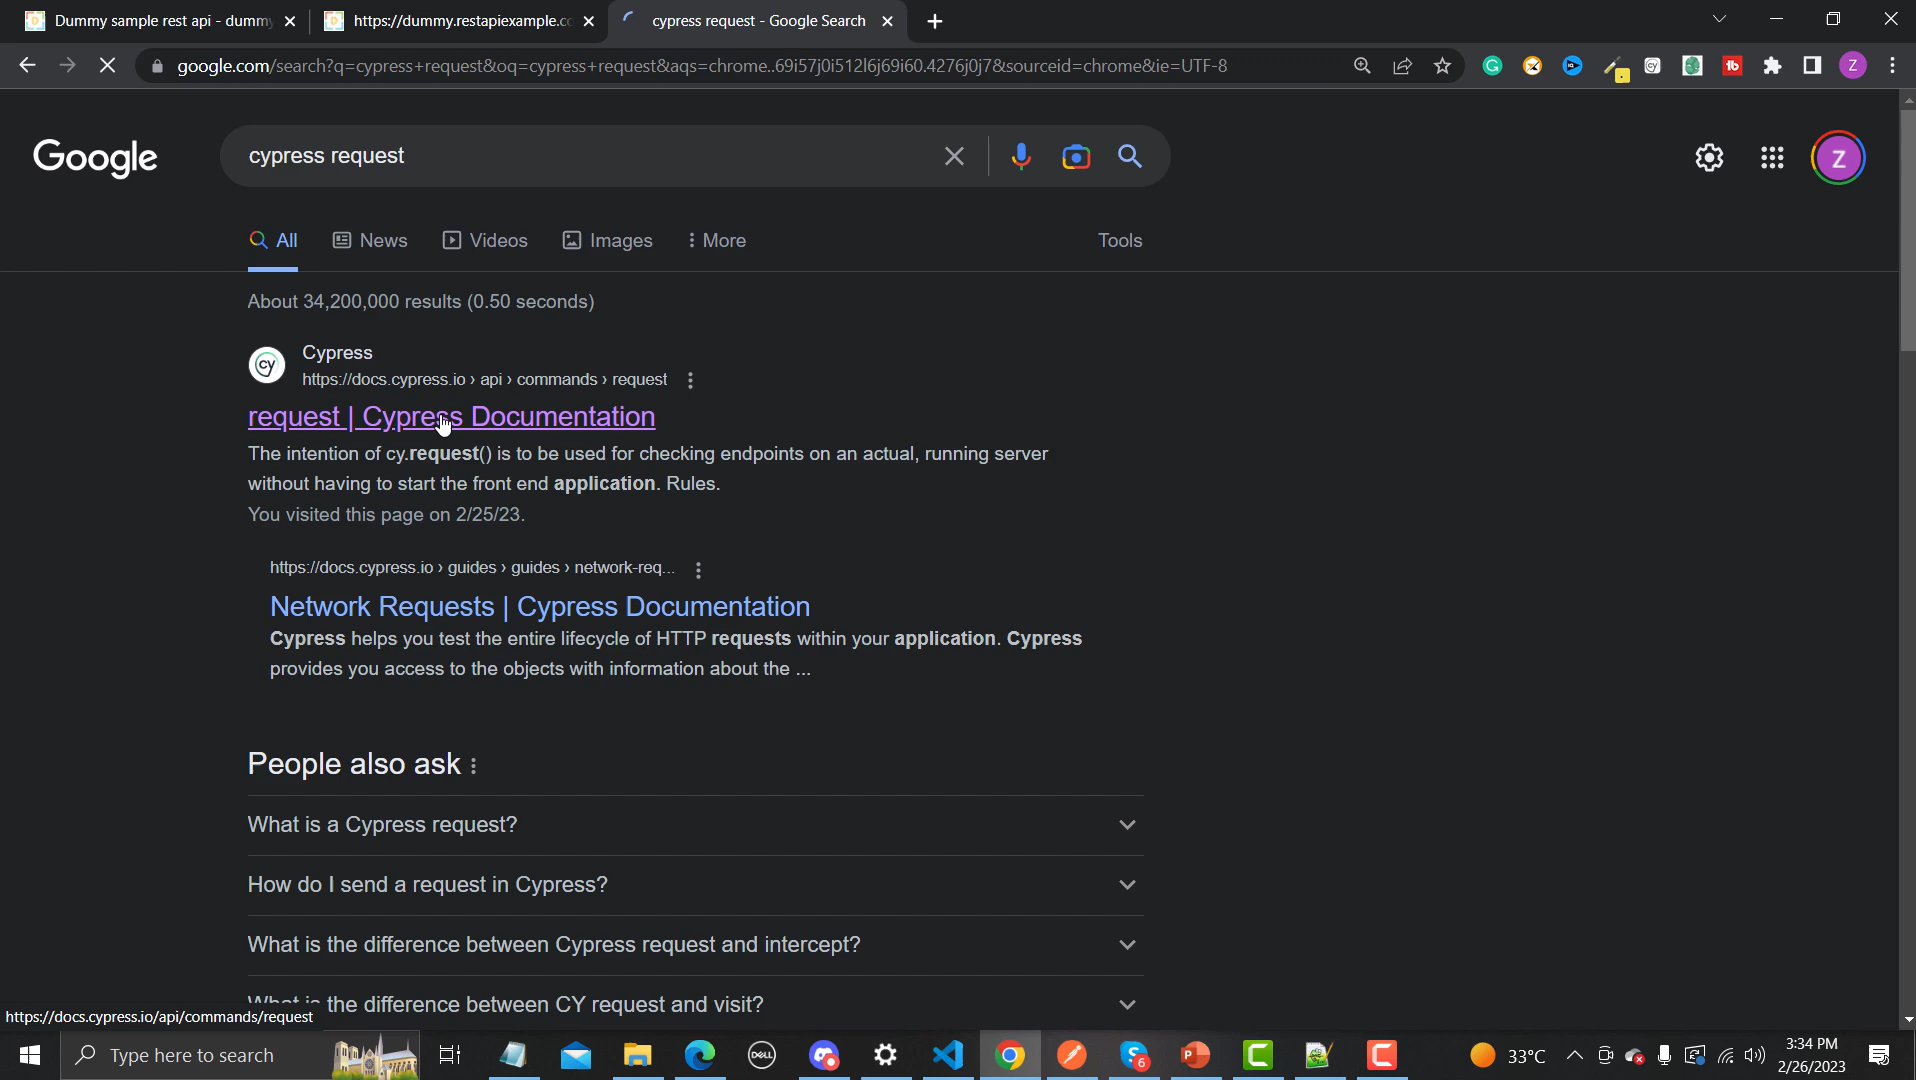 Dummy sample rest api - dummy
https://dummy.restapiexample.co
cypress request - Google Search
google.com/search?q=cypress+request&oq=cypress+request&aqs=chrome..69i57j0i512l6j69i60.4276j0j7&sourceid=chrome&ie=UTF-8
Z
Google
cypress request
Z
All
News
Videos
Images
More
Tools
About 34,200,000 results (0.50 seconds)
cy
Cypress
https://docs.cypress.io › api › commands › request
request | Cypress Documentation
The intention of cy.request() is to be used for checking endpoints on an actual, running server
without having to start the front end application. Rules.
You visited this page on 2/25/23.
https://docs.cypress.io › guides › guides › network-req...
Network Requests | Cypress Documentation
Cypress helps you test the entire lifecycle of HTTP requests within your application. Cypress
provides you access to the objects with information about the ...
People also ask
What is a Cypress request?
How do I send a request in Cypress?
What is the difference between Cypress request and intercept?
What is the difference between CY request and visit?
https://docs.cypress.io/api/commands/request
Type here to search
DELL
6
33°C
3:34 PM
2/26/2023